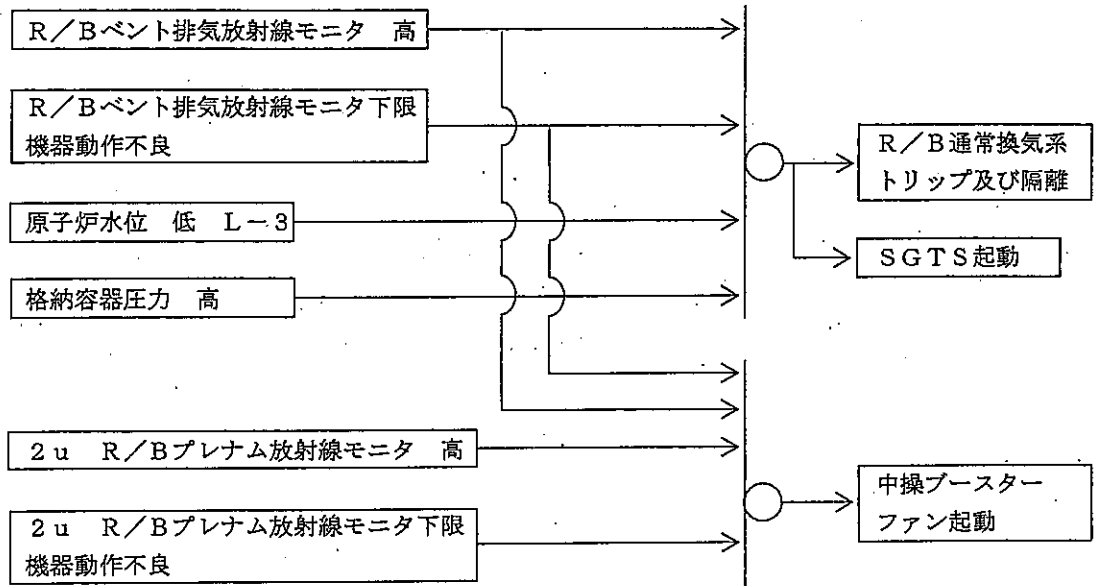 R／Bベント排気放射線モニタ　高
R／Bベント排気放射線モニタ下限
機器動作不良
原子炉水位　低　L－3
格納容器圧力　高
R／B通常換気系
トリップ及び隔離
SGTS起動
2u　R／Bプレナム放射線モニタ　高
2u　R／Bプレナム放射線モニタ下限
機器動作不良
中操ブースター
ファン起動